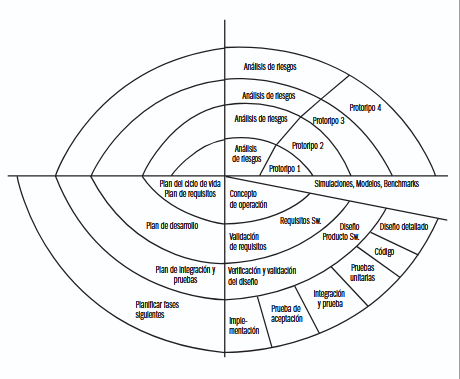 Análisis de riesgos
Análisis de riesgos
Prototipo 4
Análisis de riesgos
Prototipo 3
Análisis
de riesgos
Prototipo 2
Prototipo 1
Plan del ciclo de vida
Plan de requisitos
Concepto
de operación
Simulaciones, Modelos, Benchmarks
Plan de desarrollo
Requisitos Sw.
Validación
de requisitos
Diseño
Producto Sw.
Diseño detallado
Código
Plan de integración y
pruebas
Verificación y validación
del diseño
Pruebas
unitarias
Planificar fases
siguientes
Integración
y prueba
Prueba de
aceptación
Imple-
mentación